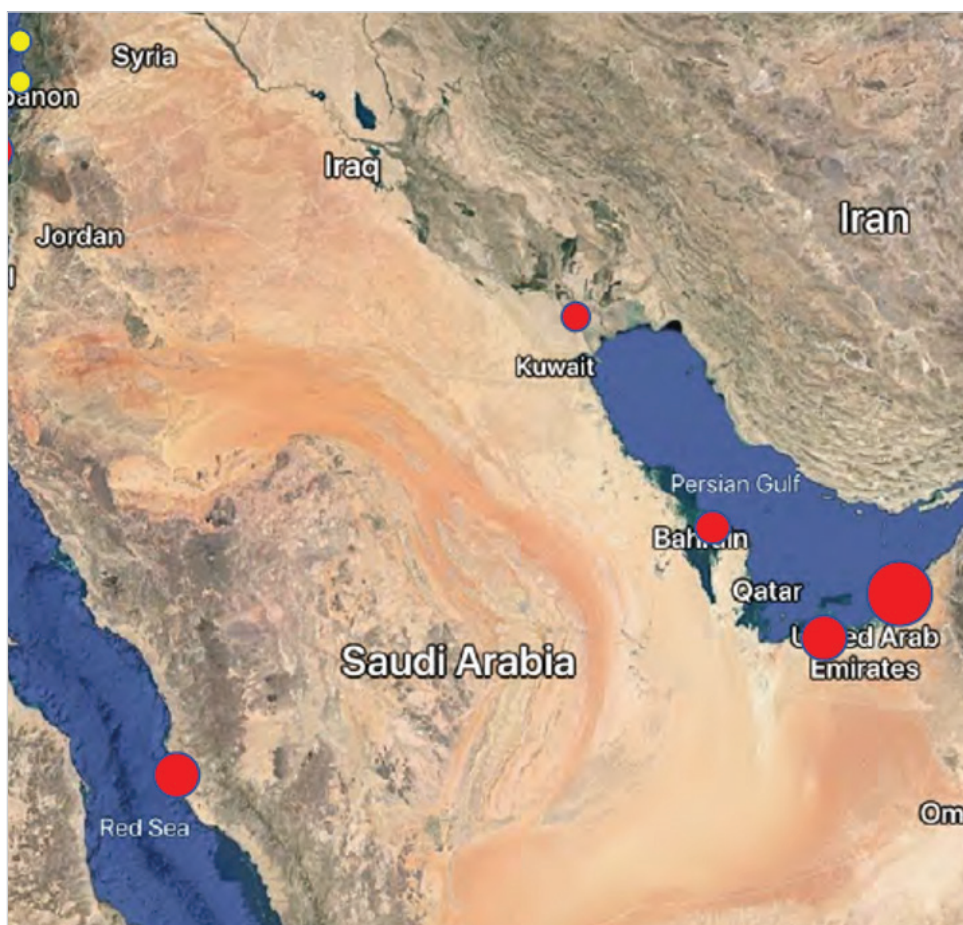 Syria
banon
Iraq
Iran
Jordan
l
Kuwait
Persian Gulf
Bahrain
Qatar
United Arab
Emirates
Saudi Arabia
Om
Red Sea